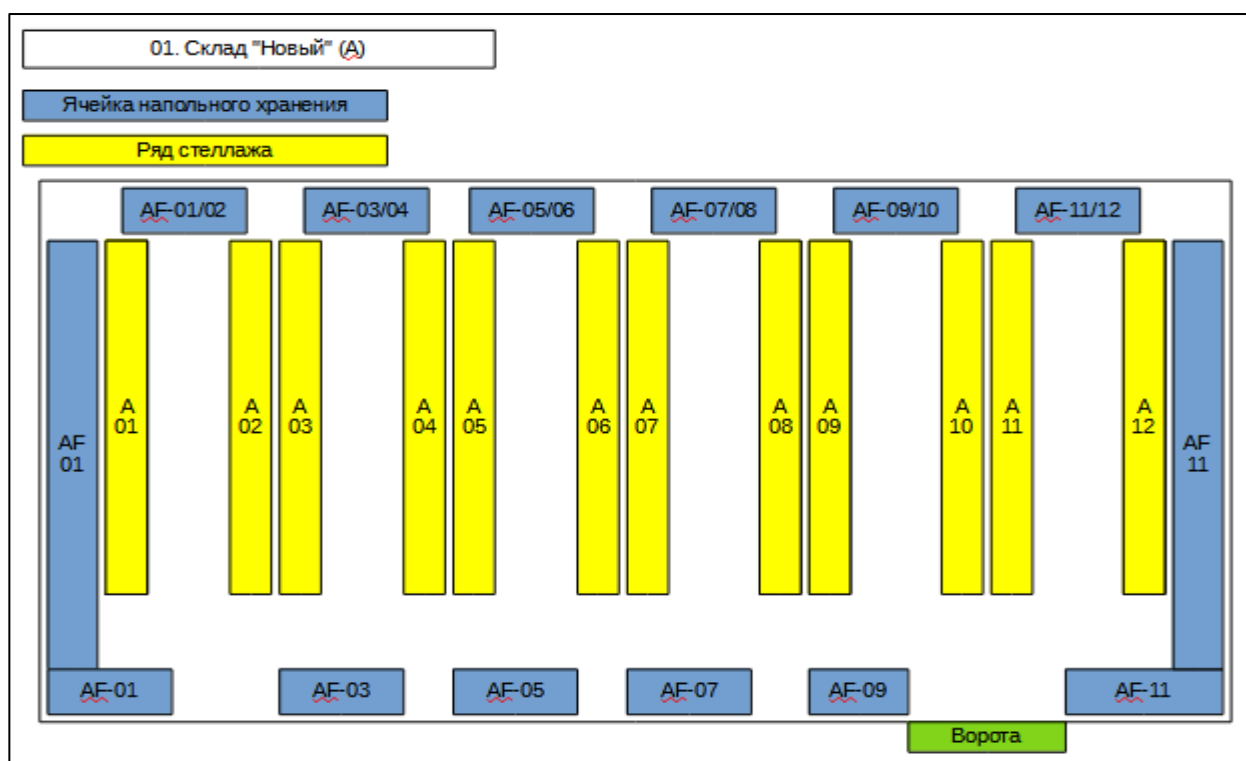 01. Склад "Новый" (А)
Ячейка напольного хранения
Ряд стеллажа
AF-01/02
AF-03/04
AF-05/06
AF-07/08
AF-09/10
AF-11/12
AF
01
A
01
A
02
A
03
A
04
A
05
A
06
A
07
A
08
A
09
A
10
A
11
A
12
AF
11
AF-01
AF-03
AF-05
AF-07
AF-09
AF-11
Ворота